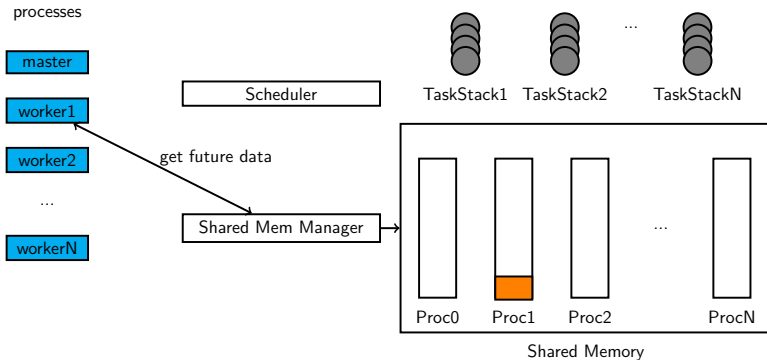 processes
master
worker1
worker2
...
workerN
Scheduler
get future data
Shared Mem Manager
...
TaskStack1 TaskStack2 TaskStackN
...
Proc0 Proc1 Proc2 ProcN
Shared Memory